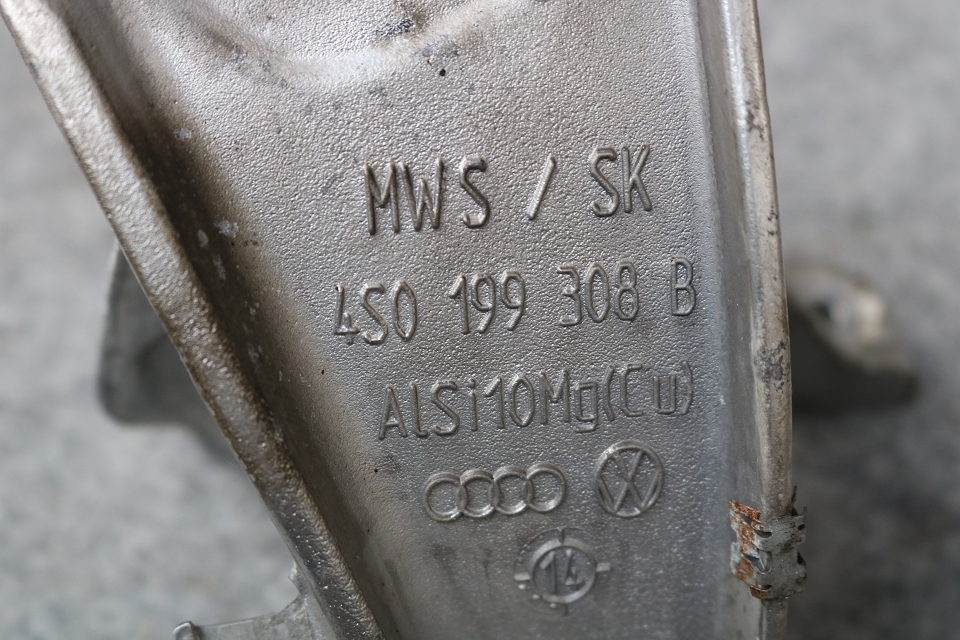 MWS / SK
4S0 199 308 B
AlSi10Mg(Cu)
14